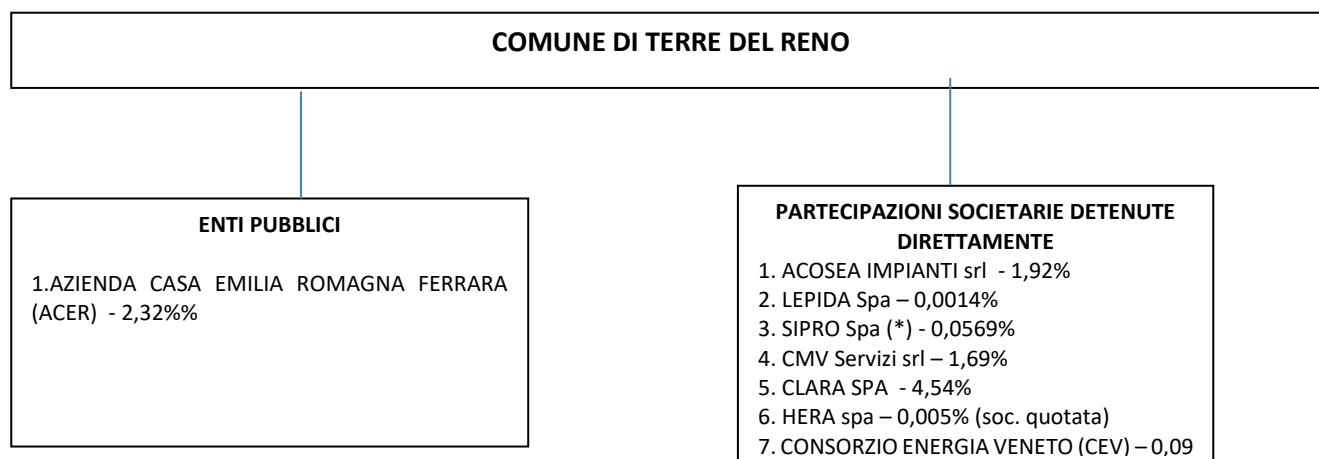 COMUNE DI TERRE DEL RENO
ENTI PUBBLICI
1.AZIENDA CASA EMILIA ROMAGNA FERRARA
(ACER) - 2,32%%
PARTECIPAZIONI SOCIETARIE DETENUTE
DIRETTAMENTE
1. ACOSEA IMPIANTI srl - 1,92%
2. LEPIDA Spa – 0,0014%
3. SIPRO Spa (*) - 0,0569%
4. CMV Servizi srl – 1,69%
5. CLARA SPA - 4,54%
6. HERA spa – 0,005% (soc. quotata)
7. CONSORZIO ENERGIA VENETO (CEV) – 0,09